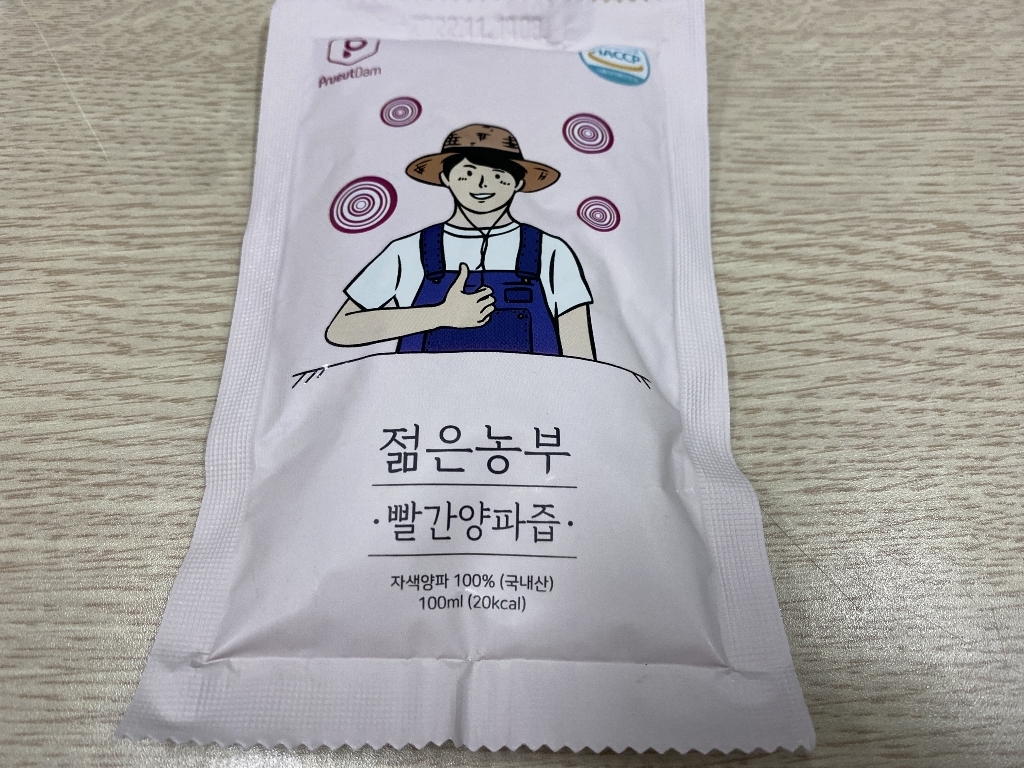 PrueutDam
HACCP
젊은농부
·빨간양파즙·
자색양파 100% (국내산)
100ml (20kcal)